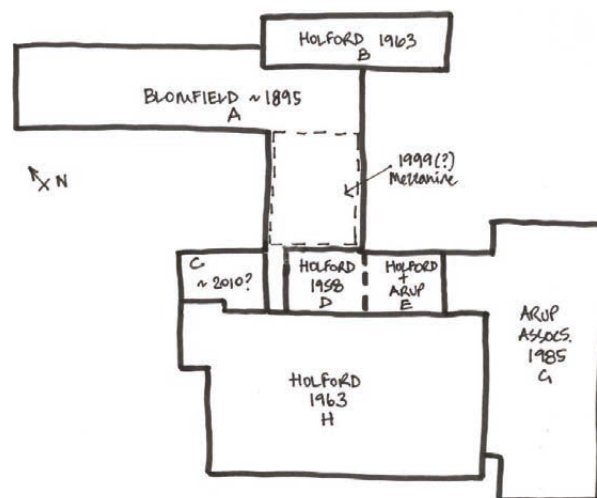 HOLFORD 1963
B
BLOMFIELD ~ 1895
A
1999(?)
Mezzanine
N
C
~ 2010?
HOLFORD
1958
D
HOLFORD
+
ARUP
E
ARUP
ASSOCS.
1985
G
HOLFORD
1963
H